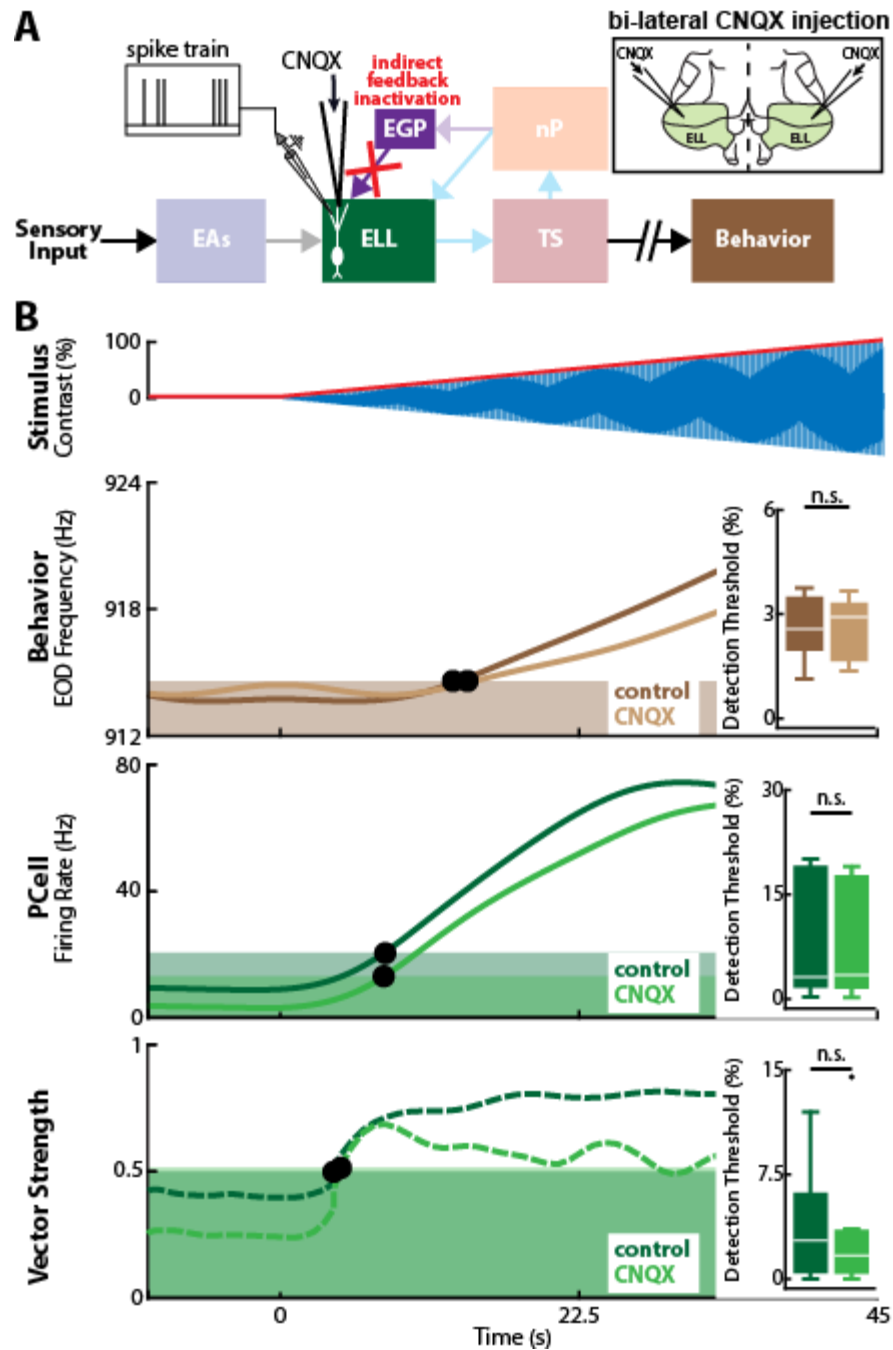 A
bi-lateral CNQX injection
spike train
CNQX
indirect
feedback
inactivation
CNQX
CNQX
ELL
ELL
EGP
nP
Sensory
Input
EAs
ELL
TS
Behavior
B
Stimulus
Contrast (%)
100
0
Behavior
EOD Frequency (Hz)
924
918
912
control
CNQX
Detection Threshold (%)
6
3
0
n.s.
PCell
Firing Rate (Hz)
80
40
0
control
CNQX
Detection Threshold (%)
30
15
0
n.s.
Vector Strength
1
0.5
0
control
CNQX
Detection Threshold (%)
15
7.5
0
n.s.
0
22.5
45
Time (s)